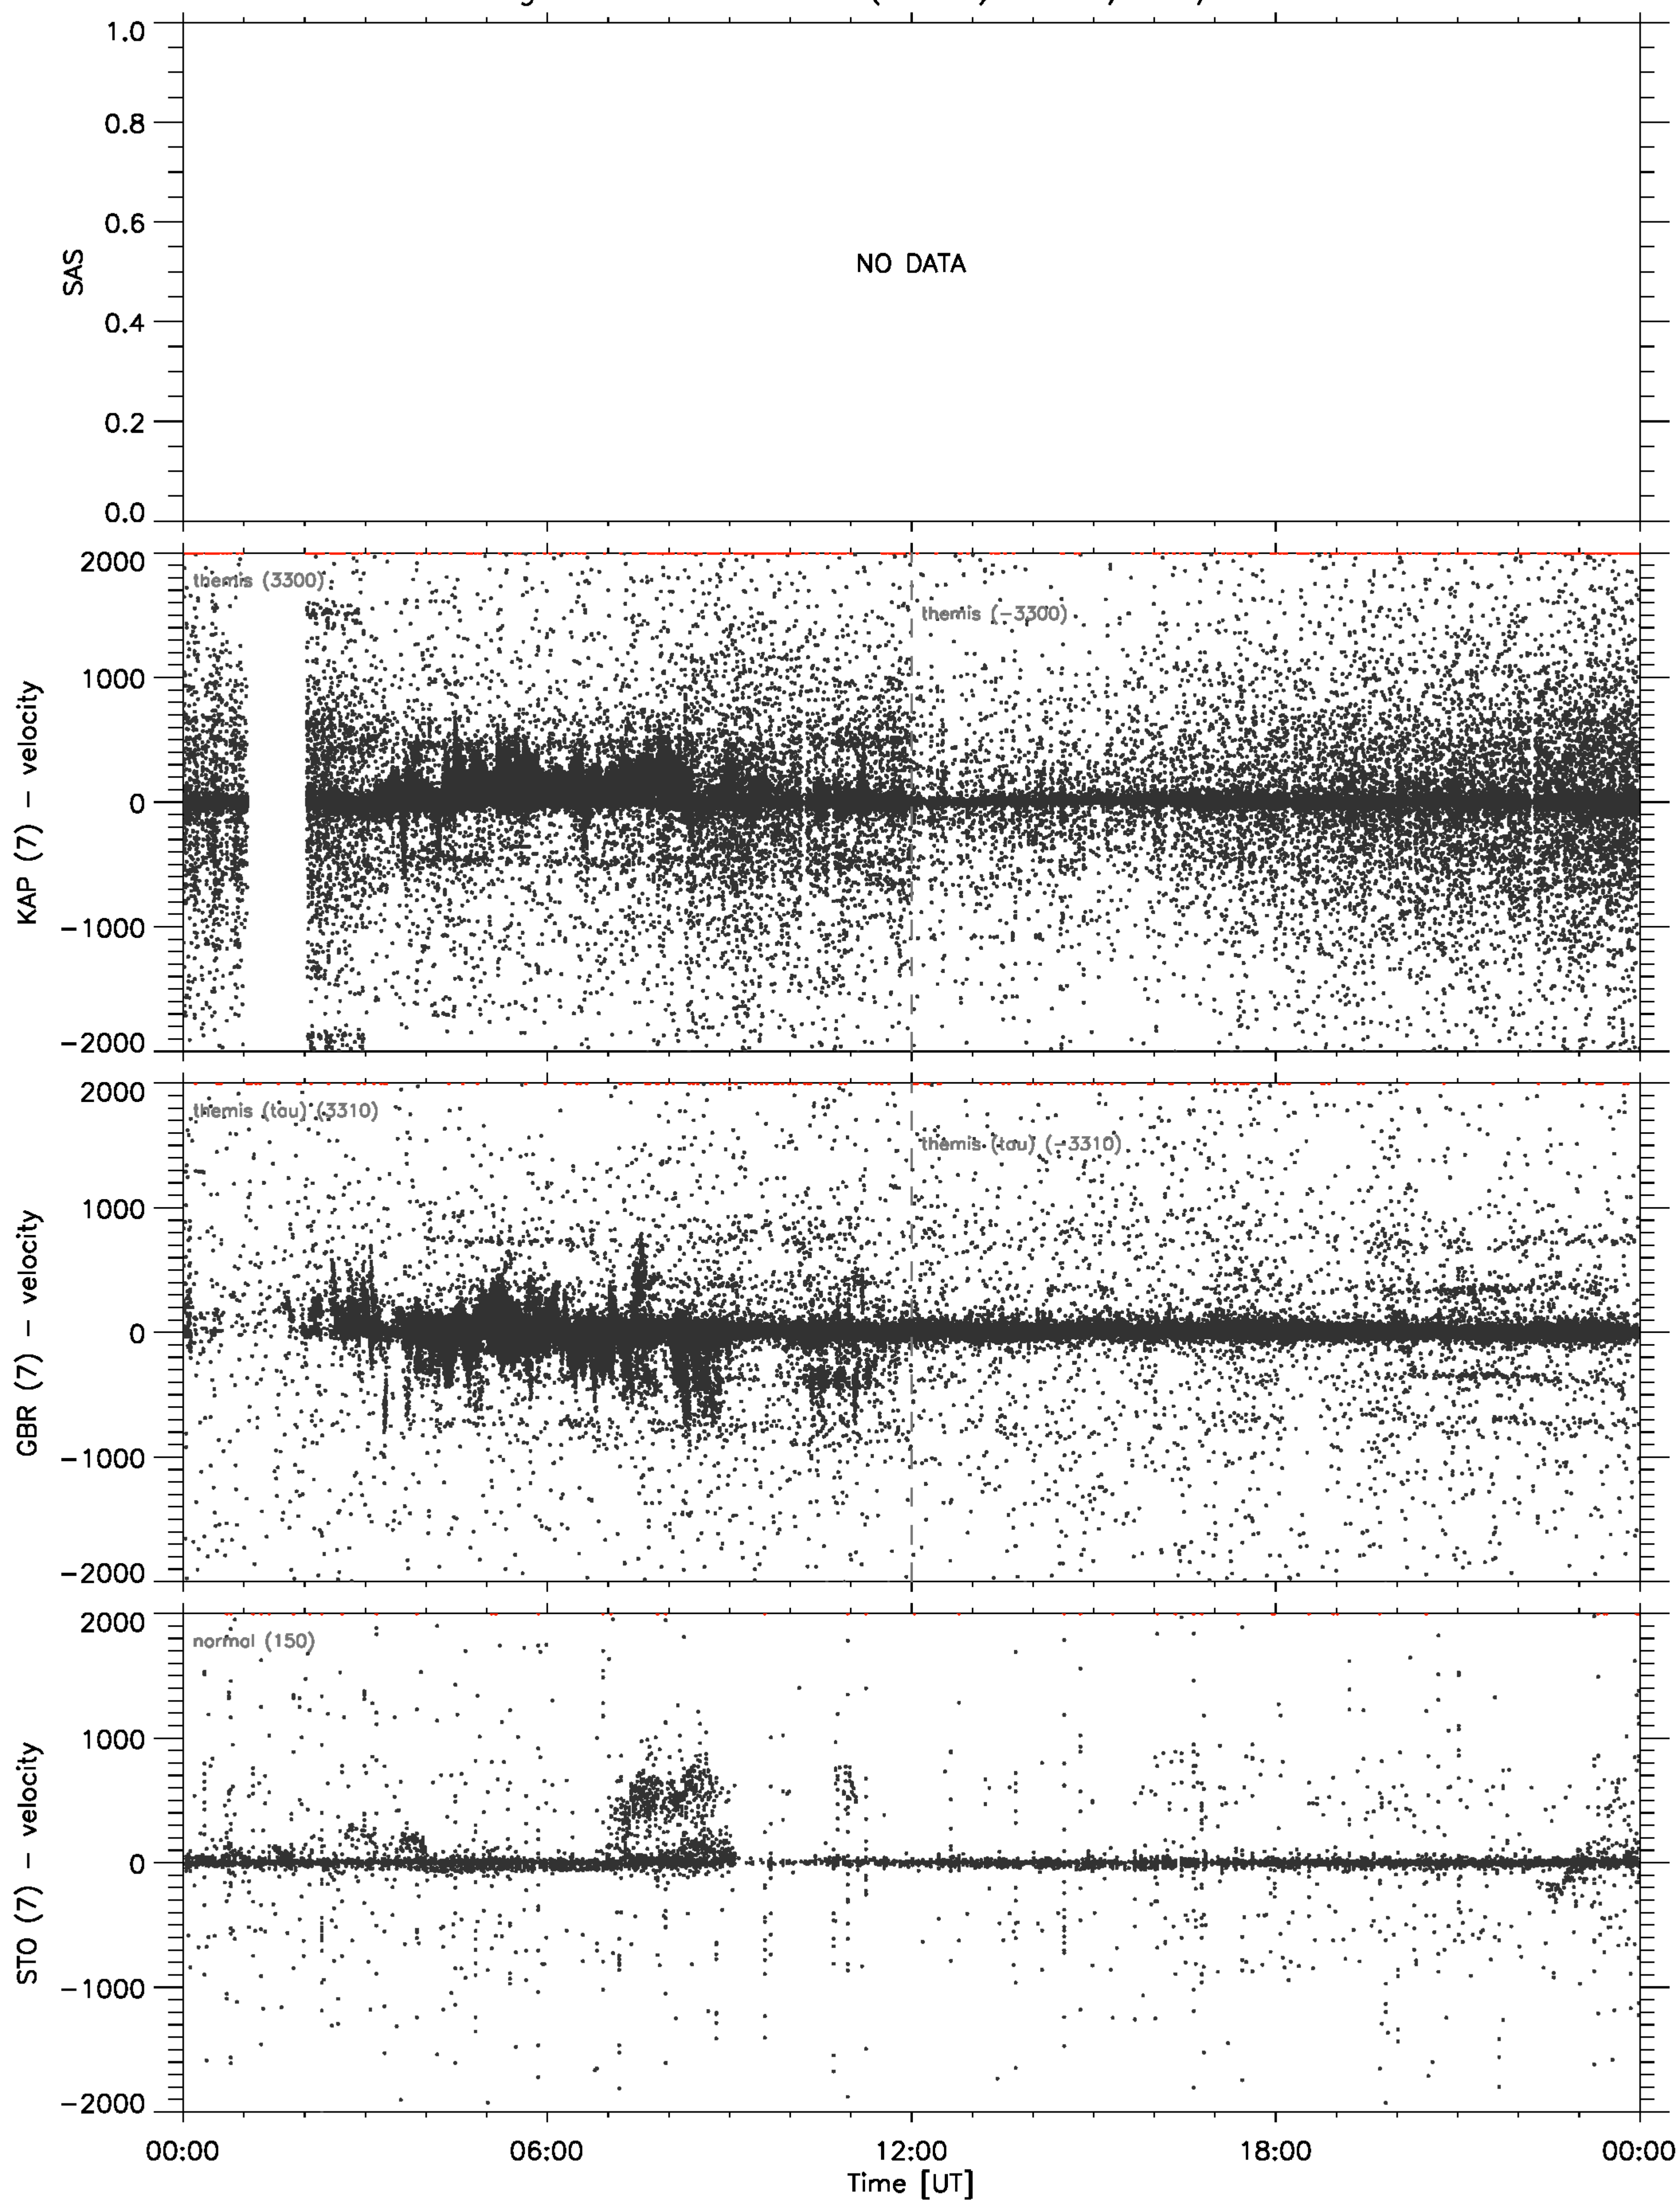 1.0
0.8
0.6
0.4
0.2
0.0
SAS
NO DATA
2000
1000
0
-1000
-2000
KAP (7) - velocity
themis (3300)
themis (-3300)
2000
1000
0
-1000
-2000
GBR (7) - velocity
themis (tau) (3310)
themis (tau) (-3310)
2000
1000
0
-1000
-2000
STO (7) - velocity
normal (150)
00:00 06:00 12:00 18:00 00:00
Time [UT]